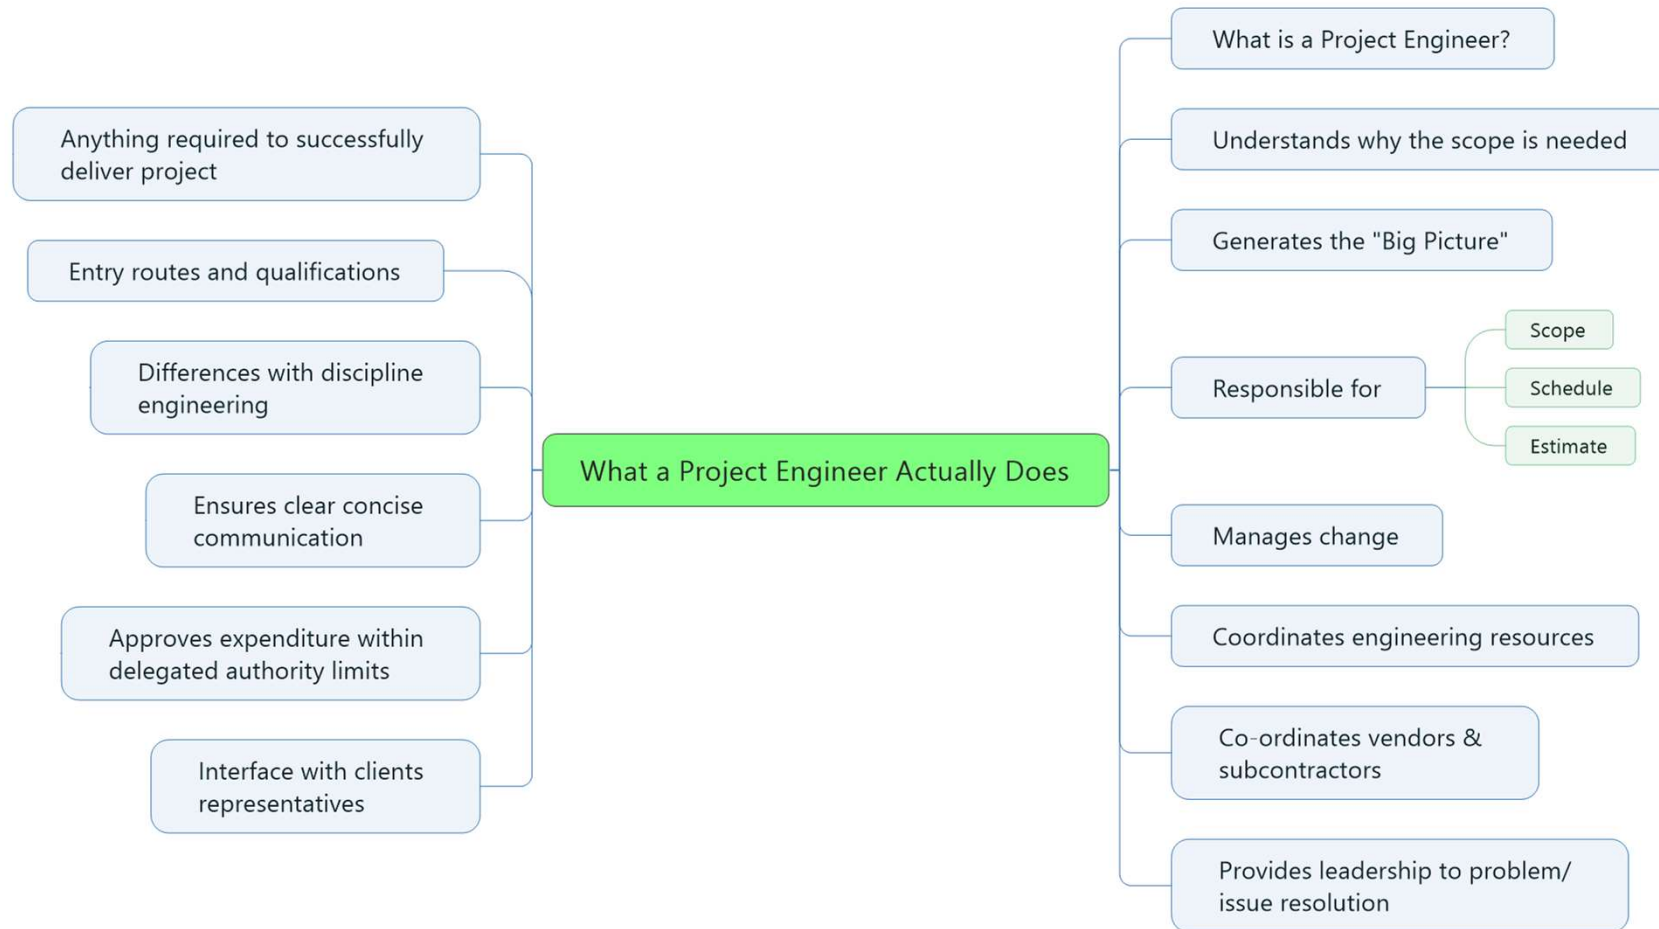 What a Project Engineer Actually Does
What is a Project Engineer?
Understands why the scope is needed
Generates the "Big Picture"
Responsible for
Scope
Schedule
Estimate
Manages change
Coordinates engineering resources
Co-ordinates vendors &
subcontractors
Provides leadership to problem/
issue resolution
Anything required to successfully
deliver project
Entry routes and qualifications
Differences with discipline
engineering
Ensures clear concise
communication
Approves expenditure within
delegated authority limits
Interface with clients
representatives